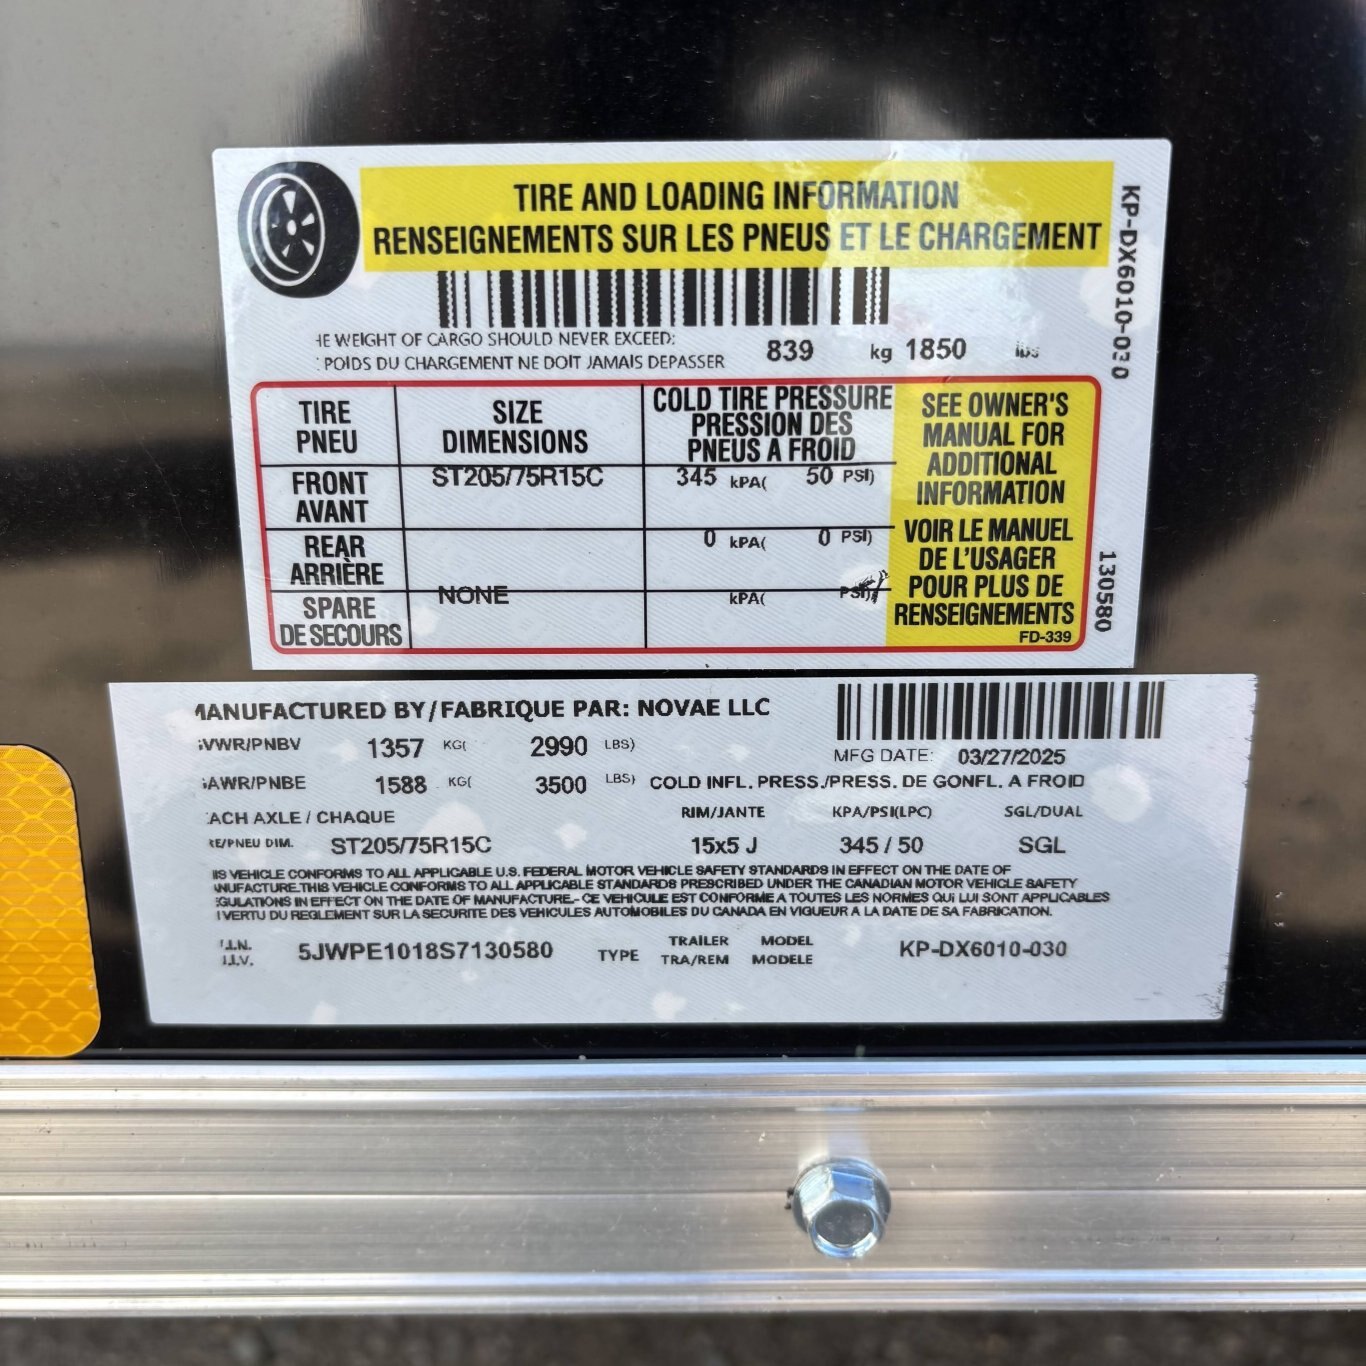 TIRE AND LOADING INFORMATION
RENSEIGNEMENTS SUR LES PNEUS ET LE CHARGEMENT
KP-DX6010-030
HE WEIGHT OF CARGO SHOULD NEVER EXCEED:
839 kg 1850 lbs
POIDS DU CHARGEMENT NE DOIT JAMAIS DEPASSER
TIRE
PNEU
SIZE
DIMENSIONS
COLD TIRE PRESSURE
PRESSION DES
PNEUS A FROID
SEE OWNER'S
MANUAL FOR
ADDITIONAL
INFORMATION
VOIR LE MANUEL
DE L'USAGER
POUR PLUS DE
RENSEIGNEMENTS
FD-339
FRONT
AVANT
ST205/75R15C
345 kPA( 50 PSI)
REAR
ARRIÈRE
0 kPA( 0 PSI)
SPARE
DE SECOURS
NONE
kPA( PSI)
130580
MANUFACTURED BY/FABRIQUE PAR: NOVAE LLC
GVWR/PNBV 1357 KG( 2990 LBS)
MFG DATE: 03/27/2025
GAWR/PNBE 1588 KG( 3500 LBS) COLD INFL. PRESS./PRESS. DE GONFL. A FROID
ACH AXLE / CHAQUE RIM/JANTE KPA/PSI(LPC) SGL/DUAL
RE/PNEU DIM. ST205/75R15C 15x5 J 345 / 50 SGL
IS VEHICLE CONFORMS TO ALL APPLICABLE U.S. FEDERAL MOTOR VEHICLE SAFETY STANDARDS IN EFFECT ON THE DATE OF
ANUFACTURE.THIS VEHICLE CONFORMS TO ALL APPLICABLE STANDARDS PRESCRIBED UNDER THE CANADIAN MOTOR VEHICLE SAFETY
GULATIONS IN EFFECT ON THE DATE OF MANUFACTURE.- CE VEHICULE EST CONFORME A TOUTES LES NORMES QUI LUI SONT APPLICABLES
VERTU DU REGLEMENT SUR LA SECURITE DES VEHICULES AUTOMOBILES DU CANADA EN VIGUEUR A LA DATE DE SA FABRICATION.
V.I.N.
N.I.V.
5JWPE1018S7130580
TYPE
TRAILER
TRA/REM
MODEL
MODELE
KP-DX6010-030